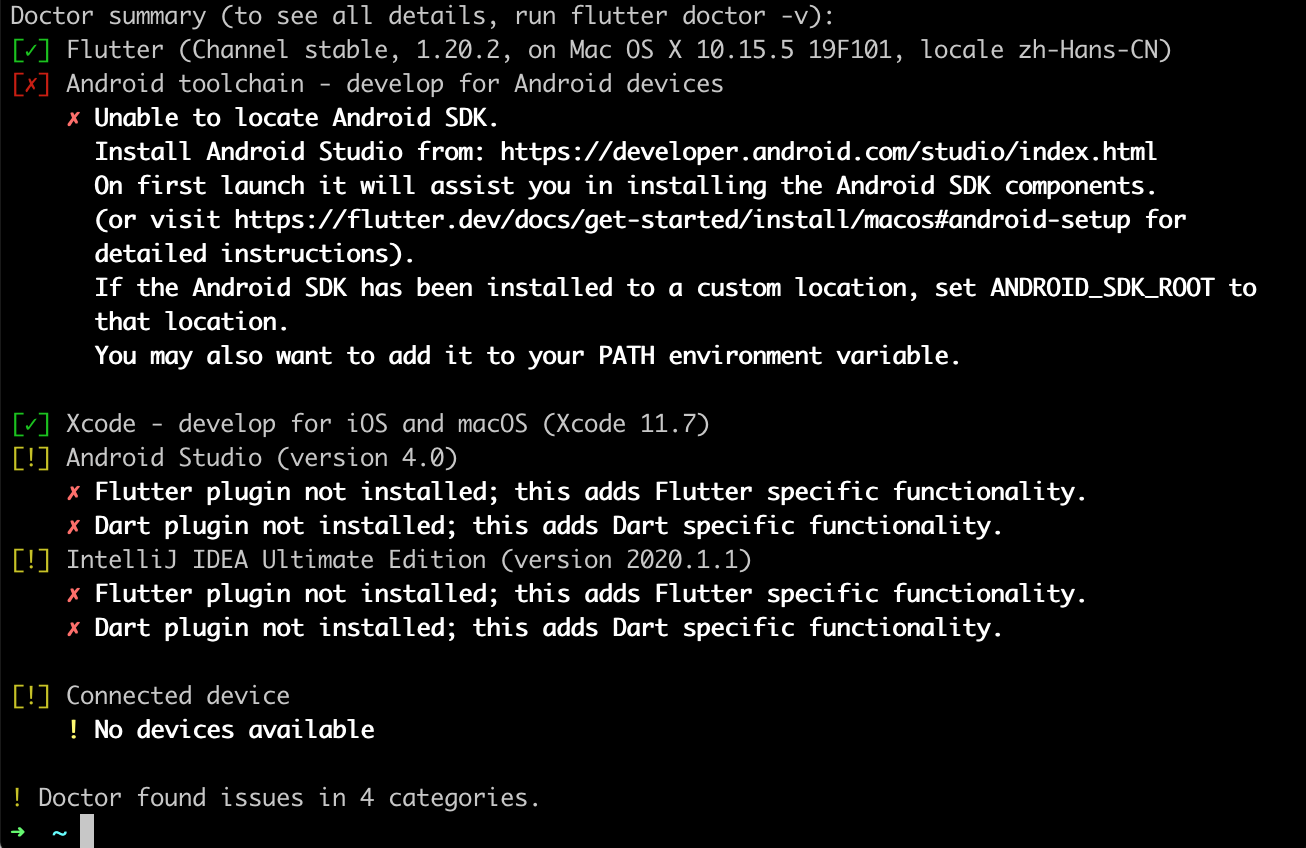 Doctor summary (to see all details, run flutter doctor -v):
[✓] Flutter (Channel stable, 1.20.2, on Mac OS X 10.15.5 19F101, locale zh-Hans-CN)
[✗] Android toolchain - develop for Android devices
✗ Unable to locate Android SDK.
Install Android Studio from: https://developer.android.com/studio/index.html
On first launch it will assist you in installing the Android SDK components.
(or visit https://flutter.dev/docs/get-started/install/macos#android-setup for
detailed instructions).
If the Android SDK has been installed to a custom location, set ANDROID_SDK_ROOT to
that location.
You may also want to add it to your PATH environment variable.
[✓] Xcode - develop for iOS and macOS (Xcode 11.7)
[!] Android Studio (version 4.0)
✗ Flutter plugin not installed; this adds Flutter specific functionality.
✗ Dart plugin not installed; this adds Dart specific functionality.
[!] IntelliJ IDEA Ultimate Edition (version 2020.1.1)
✗ Flutter plugin not installed; this adds Flutter specific functionality.
✗ Dart plugin not installed; this adds Dart specific functionality.
[!] Connected device
! No devices available
! Doctor found issues in 4 categories.
➜ ~